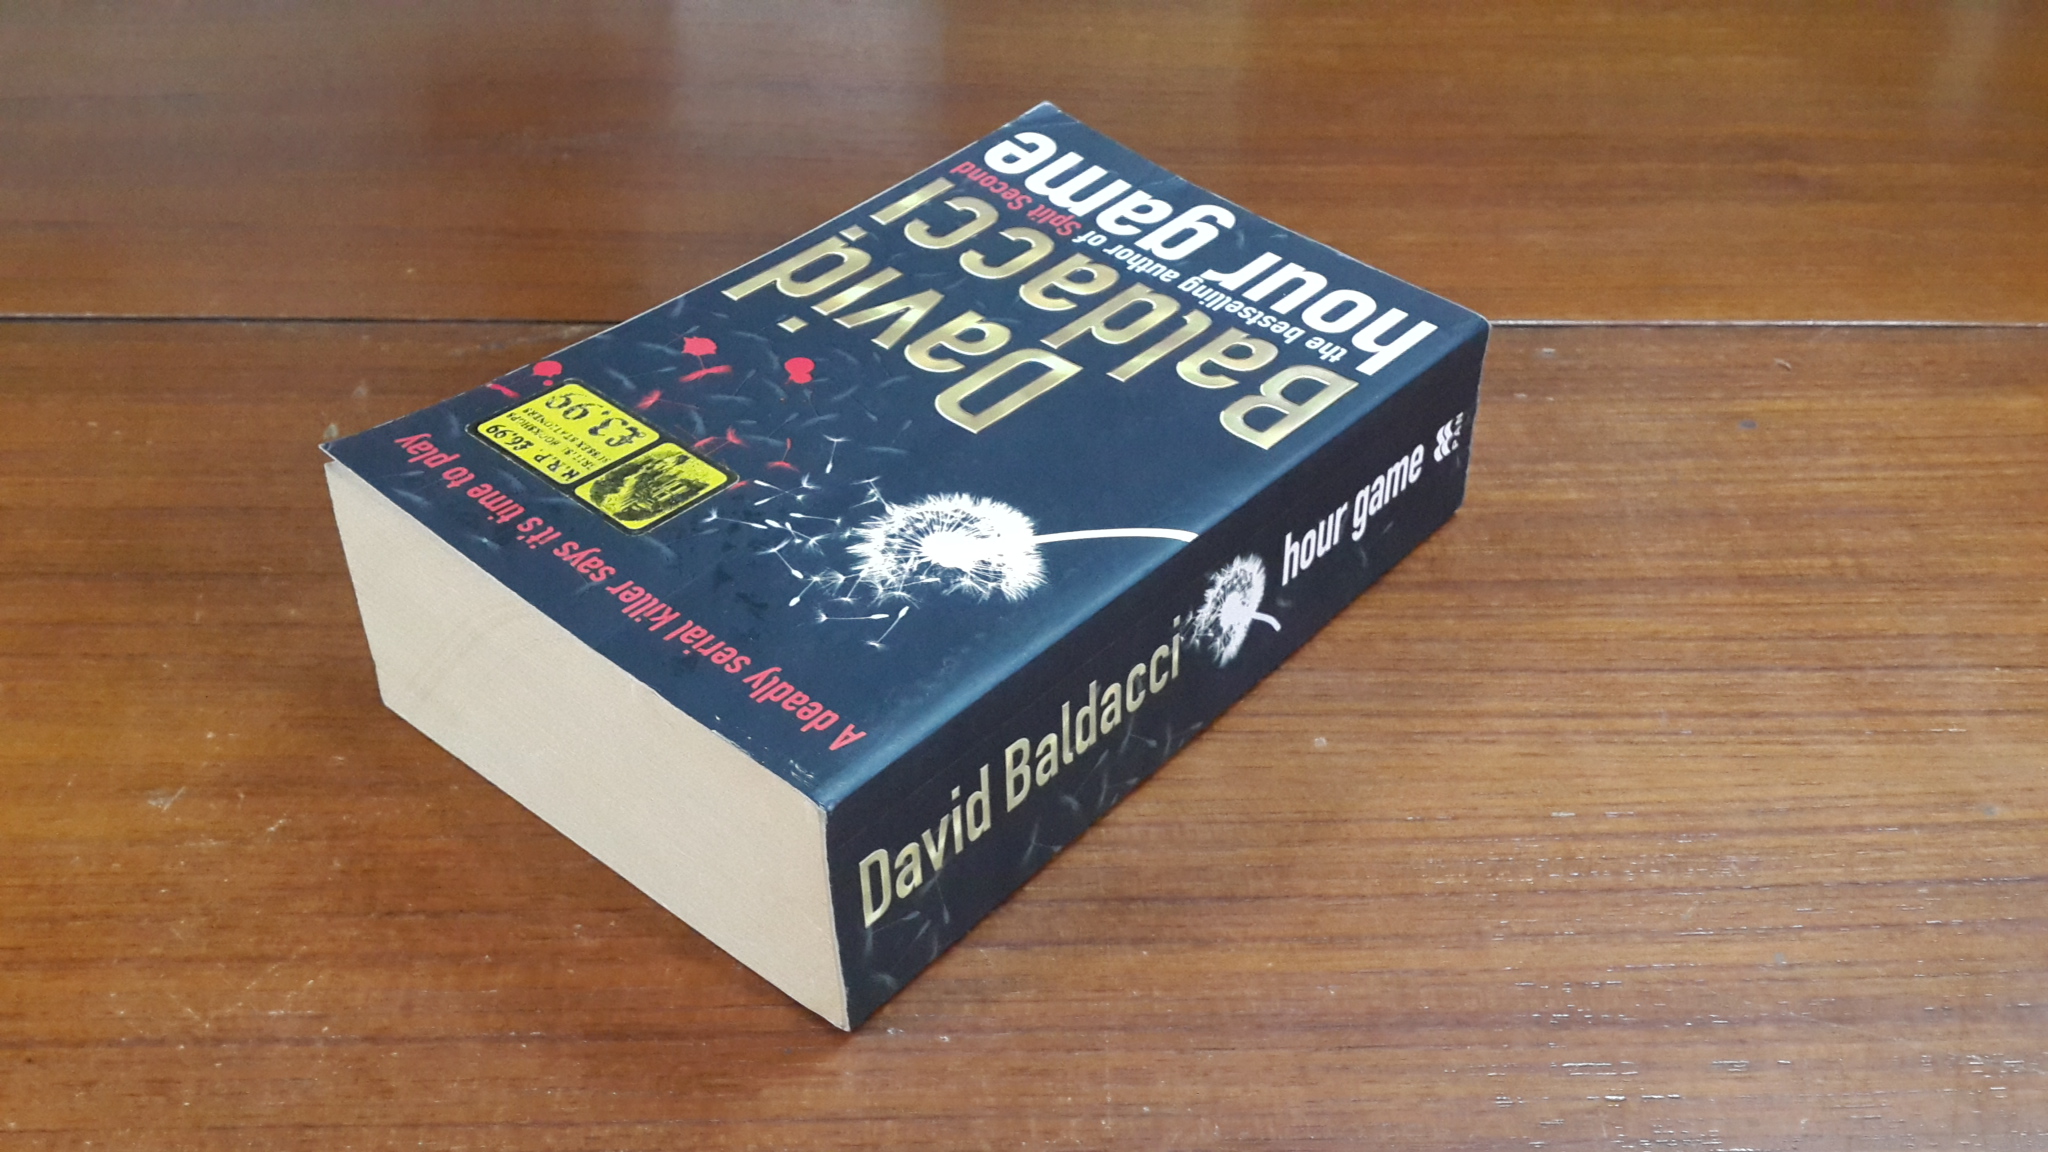 A deadly serial killer says it's time to play
R.R.P. £6.99
£3.99
David
Baldacci
the bestselling author of Split Second
hour game
David Baldacci
hour game
PAN